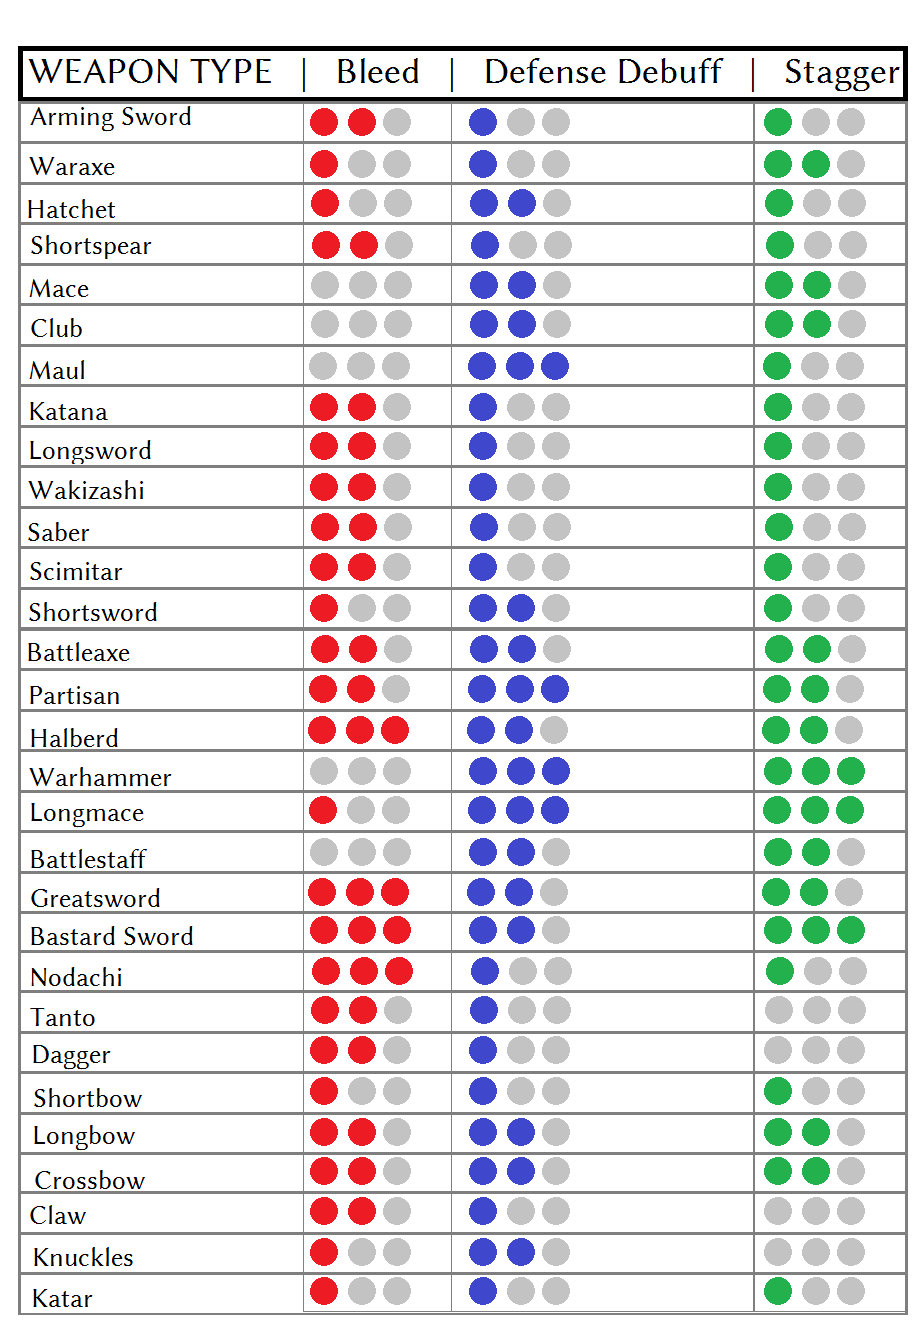 WEAPON TYPE | Bleed | Defense Debuff | Stagger
Arming Sword
Waraxe
Hatchet
Shortspear
Mace
Club
Maul
Katana
Longsword
Wakizashi
Saber
Scimitar
Shortsword
Battleaxe
Partisan
Halberd
Warhammer
Longmace
Battlestaff
Greatsword
Bastard Sword
Nodachi
Tanto
Dagger
Shortbow
Longbow
Crossbow
Claw
Knuckles
Katar